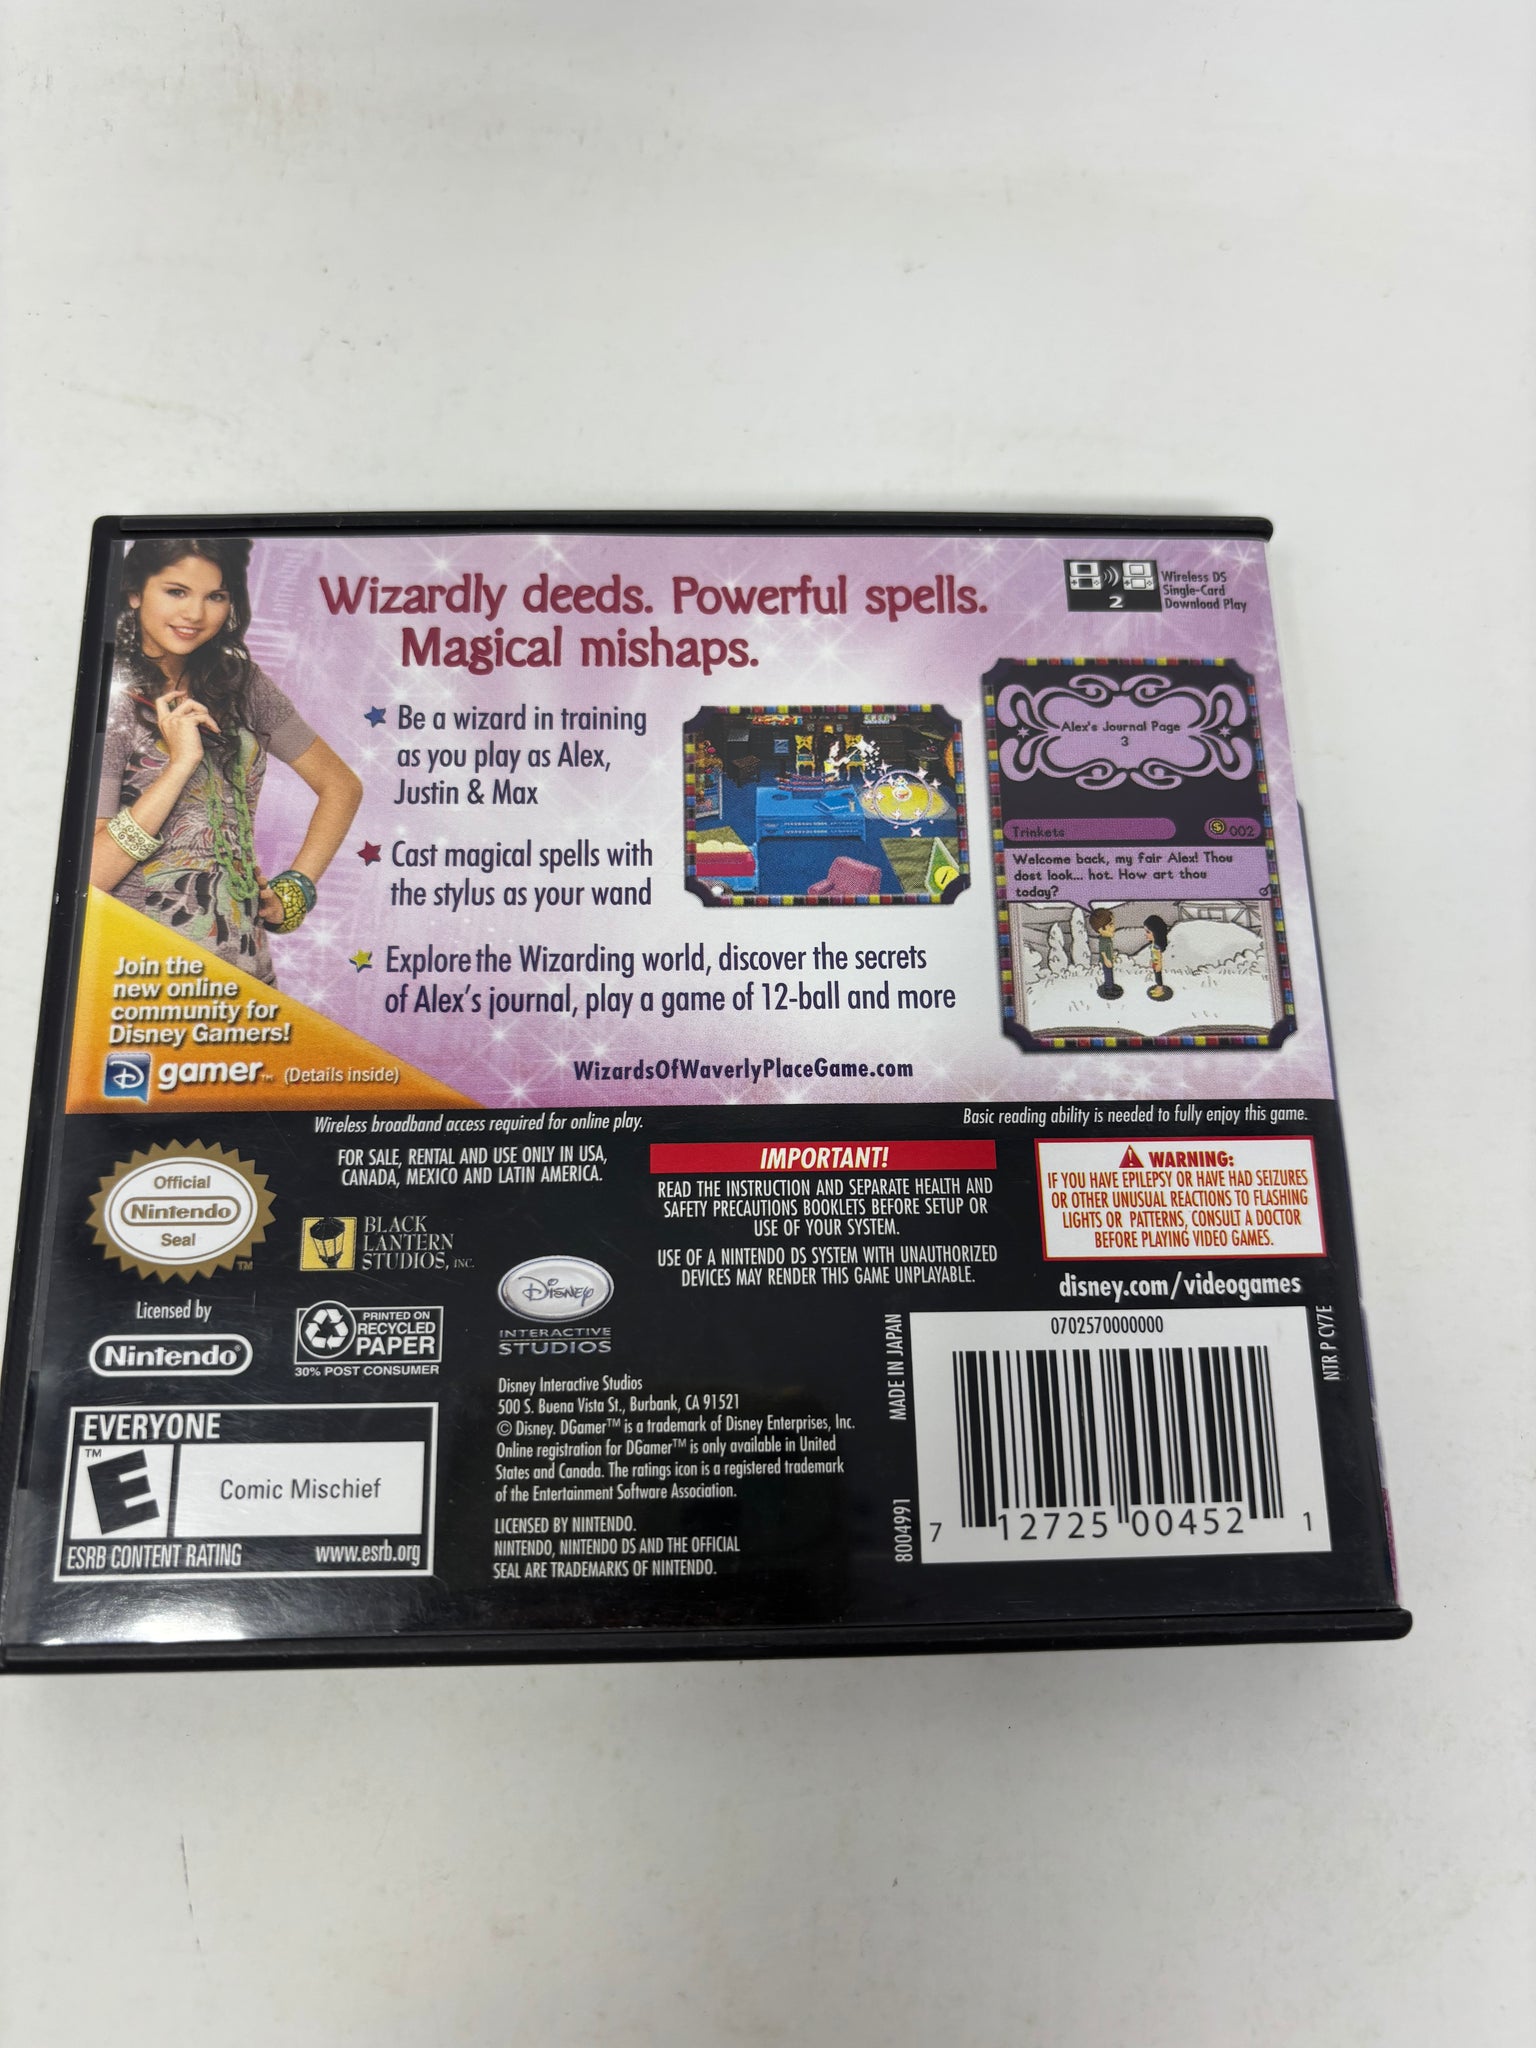 Wizardly deeds. Powerful spells.
Magical mishaps.
2
Wireless DS
Single-Card
Download Play
Be a wizard in training
as you play as Alex,
Justin & Max
Cast magical spells with
the stylus as your wand
Explore the Wizarding world, discover the secrets
of Alex's journal, play a game of 12-ball and more
WizardsOfWaverlyPlaceGame.com
Alex's Journal Page
3
Trinkets
002
Welcome back, my fair Alex! Thou
dost look... hot. How art thou
today?
Join the
new online
community for
Disney Gamers!
D gamer™ (Details inside)
Wireless broadband access required for online play.
Basic reading ability is needed to fully enjoy this game.
Official
Nintendo
Seal
TM
Licensed by
Nintendo®
FOR SALE, RENTAL AND USE ONLY IN USA,
CANADA, MEXICO AND LATIN AMERICA.
BLACK
LANTERN
STUDIOS, INC.
PRINTED ON
RECYCLED
PAPER
30% POST CONSUMER
Disney
INTERACTIVE
STUDIOS
IMPORTANT!
READ THE INSTRUCTION AND SEPARATE HEALTH AND
SAFETY PRECAUTIONS BOOKLETS BEFORE SETUP OR
USE OF YOUR SYSTEM.
USE OF A NINTENDO DS SYSTEM WITH UNAUTHORIZED
DEVICES MAY RENDER THIS GAME UNPLAYABLE.
WARNING:
IF YOU HAVE EPILEPSY OR HAVE HAD SEIZURES
OR OTHER UNUSUAL REACTIONS TO FLASHING
LIGHTS OR PATTERNS, CONSULT A DOCTOR
BEFORE PLAYING VIDEO GAMES.
disney.com/videogames
EVERYONE
TM
E
Comic Mischief
ESRB CONTENT RATING
www.esrb.org
Disney Interactive Studios
500 S. Buena Vista St., Burbank, CA 91521
© Disney. DGamer™ is a trademark of Disney Enterprises, Inc.
Online registration for DGamer™ is only available in United
States and Canada. The ratings icon is a registered trademark
of the Entertainment Software Association.
LICENSED BY NINTENDO.
NINTENDO, NINTENDO DS AND THE OFFICIAL
SEAL ARE TRADEMARKS OF NINTENDO.
MADE IN JAPAN
8004991
0702570000000
7 12725 00452 1
NTR P CY7E